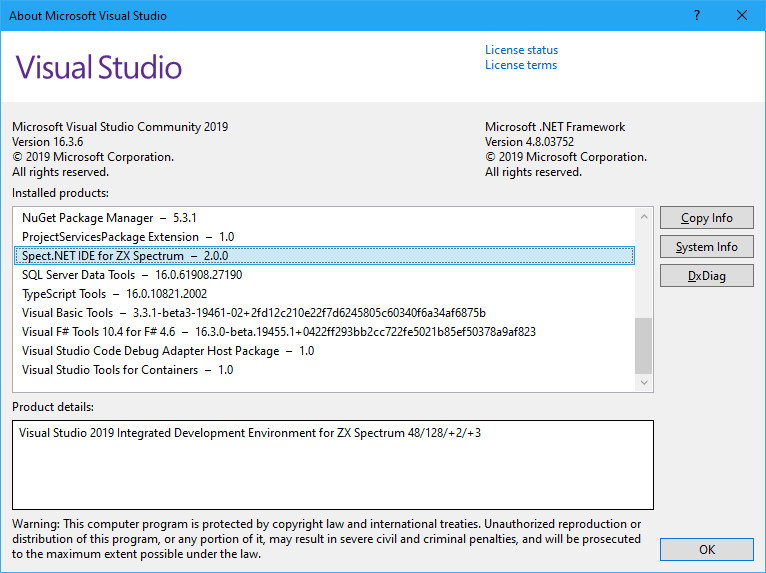 About Microsoft Visual Studio
?
Visual Studio
License status
License terms
Microsoft Visual Studio Community 2019
Version 16.3.6
© 2019 Microsoft Corporation.
All rights reserved.
Microsoft .NET Framework
Version 4.8.03752
© 2019 Microsoft Corporation.
All rights reserved.
Installed products:
NuGet Package Manager – 5.3.1
ProjectServicesPackage Extension – 1.0
Spect.NET IDE for ZX Spectrum – 2.0.0
SQL Server Data Tools – 16.0.61908.27190
TypeScript Tools – 16.0.10821.2002
Visual Basic Tools – 3.3.1-beta3-19461-02+2fd12c210e22f7d6245805c60340f6a34af6875b
Visual F# Tools 10.4 for F# 4.6 – 16.3.0-beta.19455.1+0422ff293bb2cc722fe5021b85ef50378a9af823
Visual Studio Code Debug Adapter Host Package – 1.0
Visual Studio Tools for Containers – 1.0
Copy Info
System Info
DxDiag
Product details:
Visual Studio 2019 Integrated Development Environment for ZX Spectrum 48/128/+2/+3
Warning: This computer program is protected by copyright law and international treaties. Unauthorized reproduction or
distribution of this program, or any portion of it, may result in severe civil and criminal penalties, and will be prosecuted
to the maximum extent possible under the law.
OK